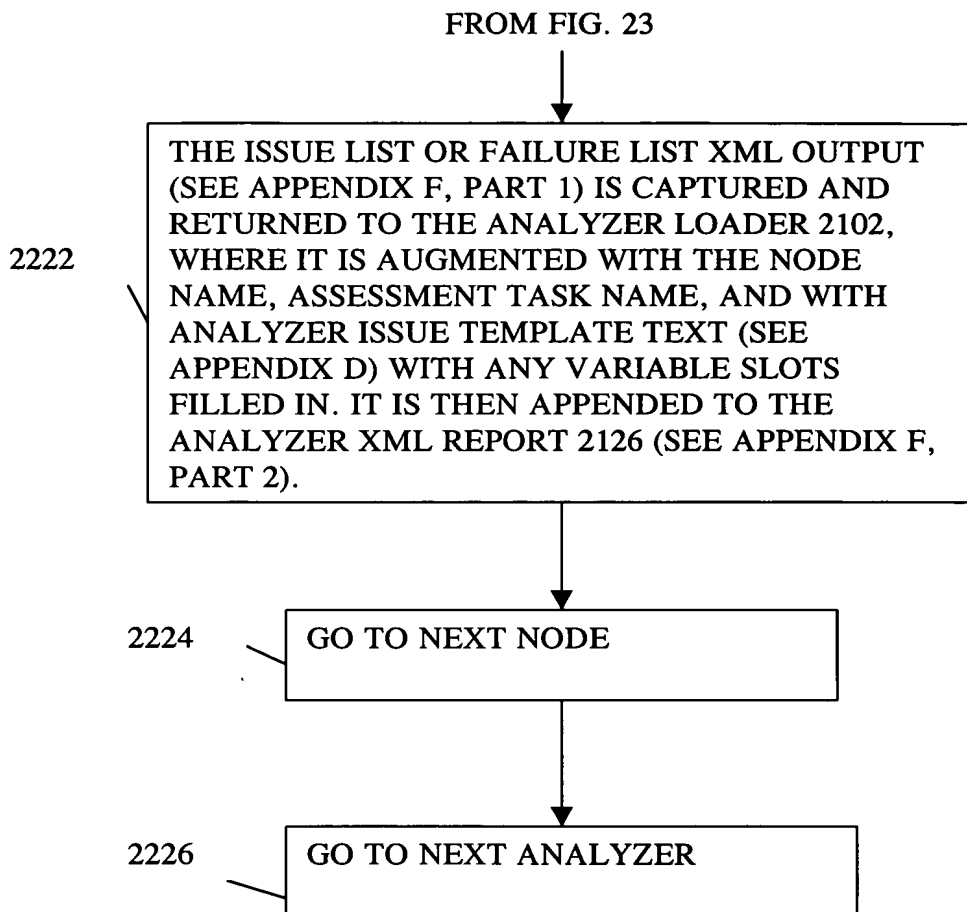 FROM FIG. 23
THE ISSUE LIST OR FAILURE LIST XML OUTPUT
(SEE APPENDIX F, PART 1) IS CAPTURED AND
RETURNED TO THE ANALYZER LOADER 2102,
WHERE IT IS AUGMENTED WITH THE NODE
NAME, ASSESSMENT TASK NAME, AND WITH
ANALYZER ISSUE TEMPLATE TEXT (SEE
APPENDIX D) WITH ANY VARIABLE SLOTS
FILLED IN. IT IS THEN APPENDED TO THE
ANALYZER XML REPORT 2126 (SEE APPENDIX F,
PART 2).
2222
2224
GO TO NEXT NODE
2226
GO TO NEXT ANALYZER